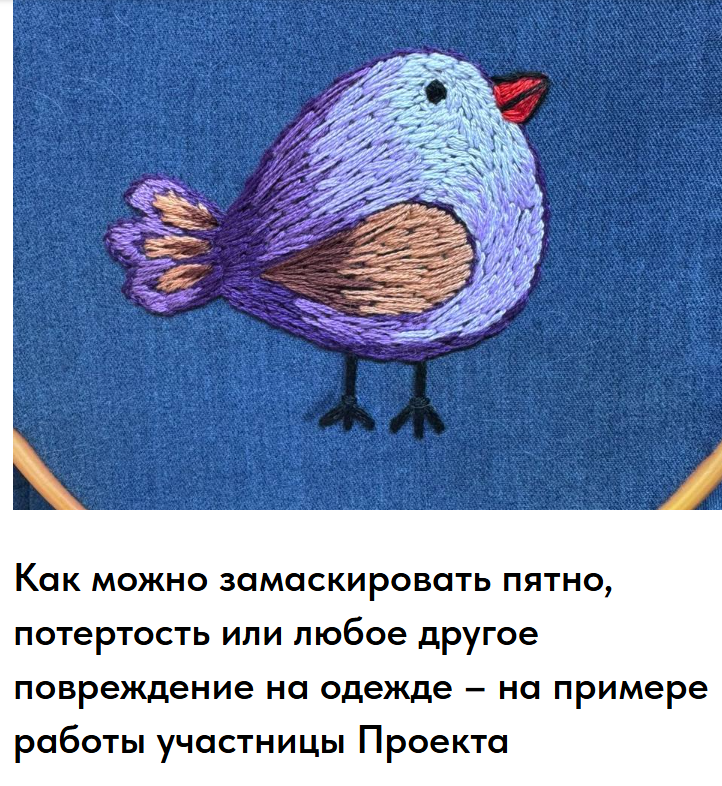 Как можно замаскировать пятно,
потертость или любое другое
повреждение на одежде – на примере
работы участницы Проекта